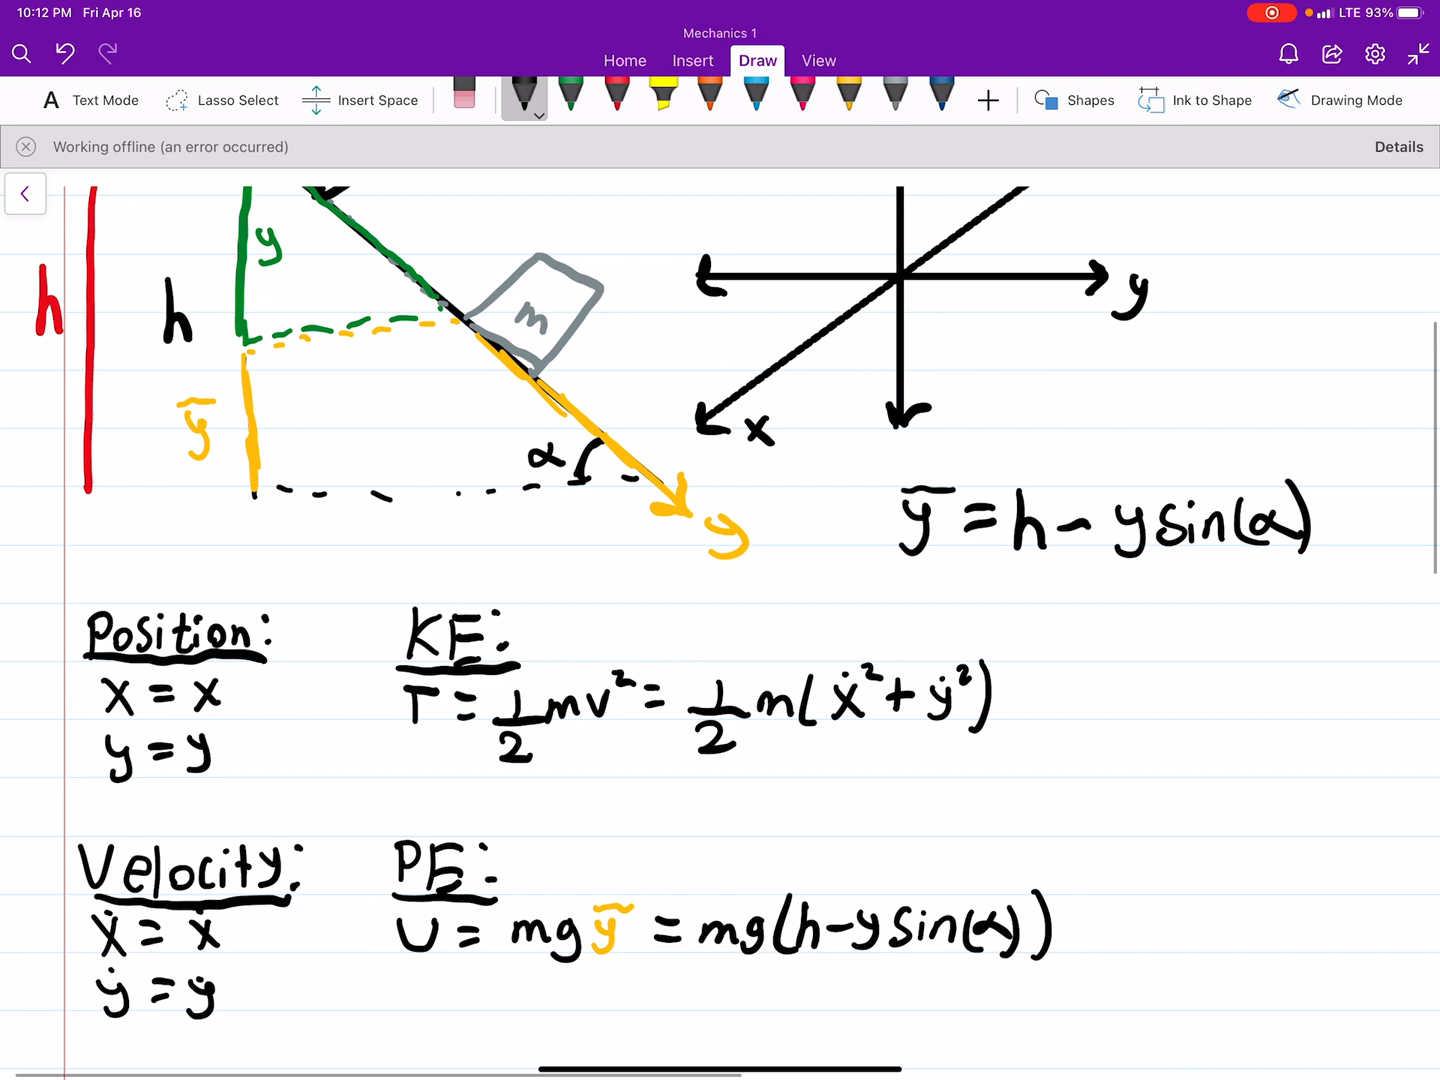 10:12 PM Fri Apr 16
LTE 93%
Mechanics 1
Home Insert Draw View
A Text Mode Lasso Select Insert Space Shapes Ink to Shape Drawing Mode
Working offline (an error occurred) Details
y
h
h
m
y
ȳ
α
x
y
ȳ = h - y sin(α)
Position:
x = x
y = y
KE:
T = 1/2 mv² = 1/2 m(ẋ² + ẏ²)
Velocity:
ẋ = ẋ
ẏ = ẏ
PE:
U = mgȳ = mg(h - y sin(α))